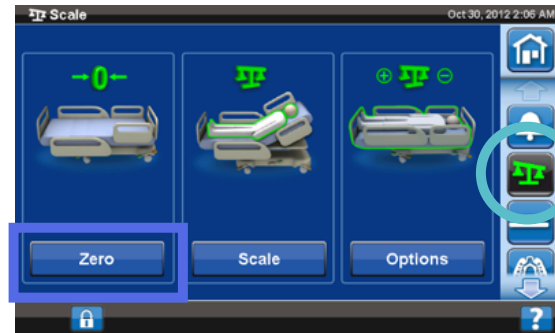 Scale
Oct 30, 2012 2:06 AM
→0←
Zero
Scale
Options
?